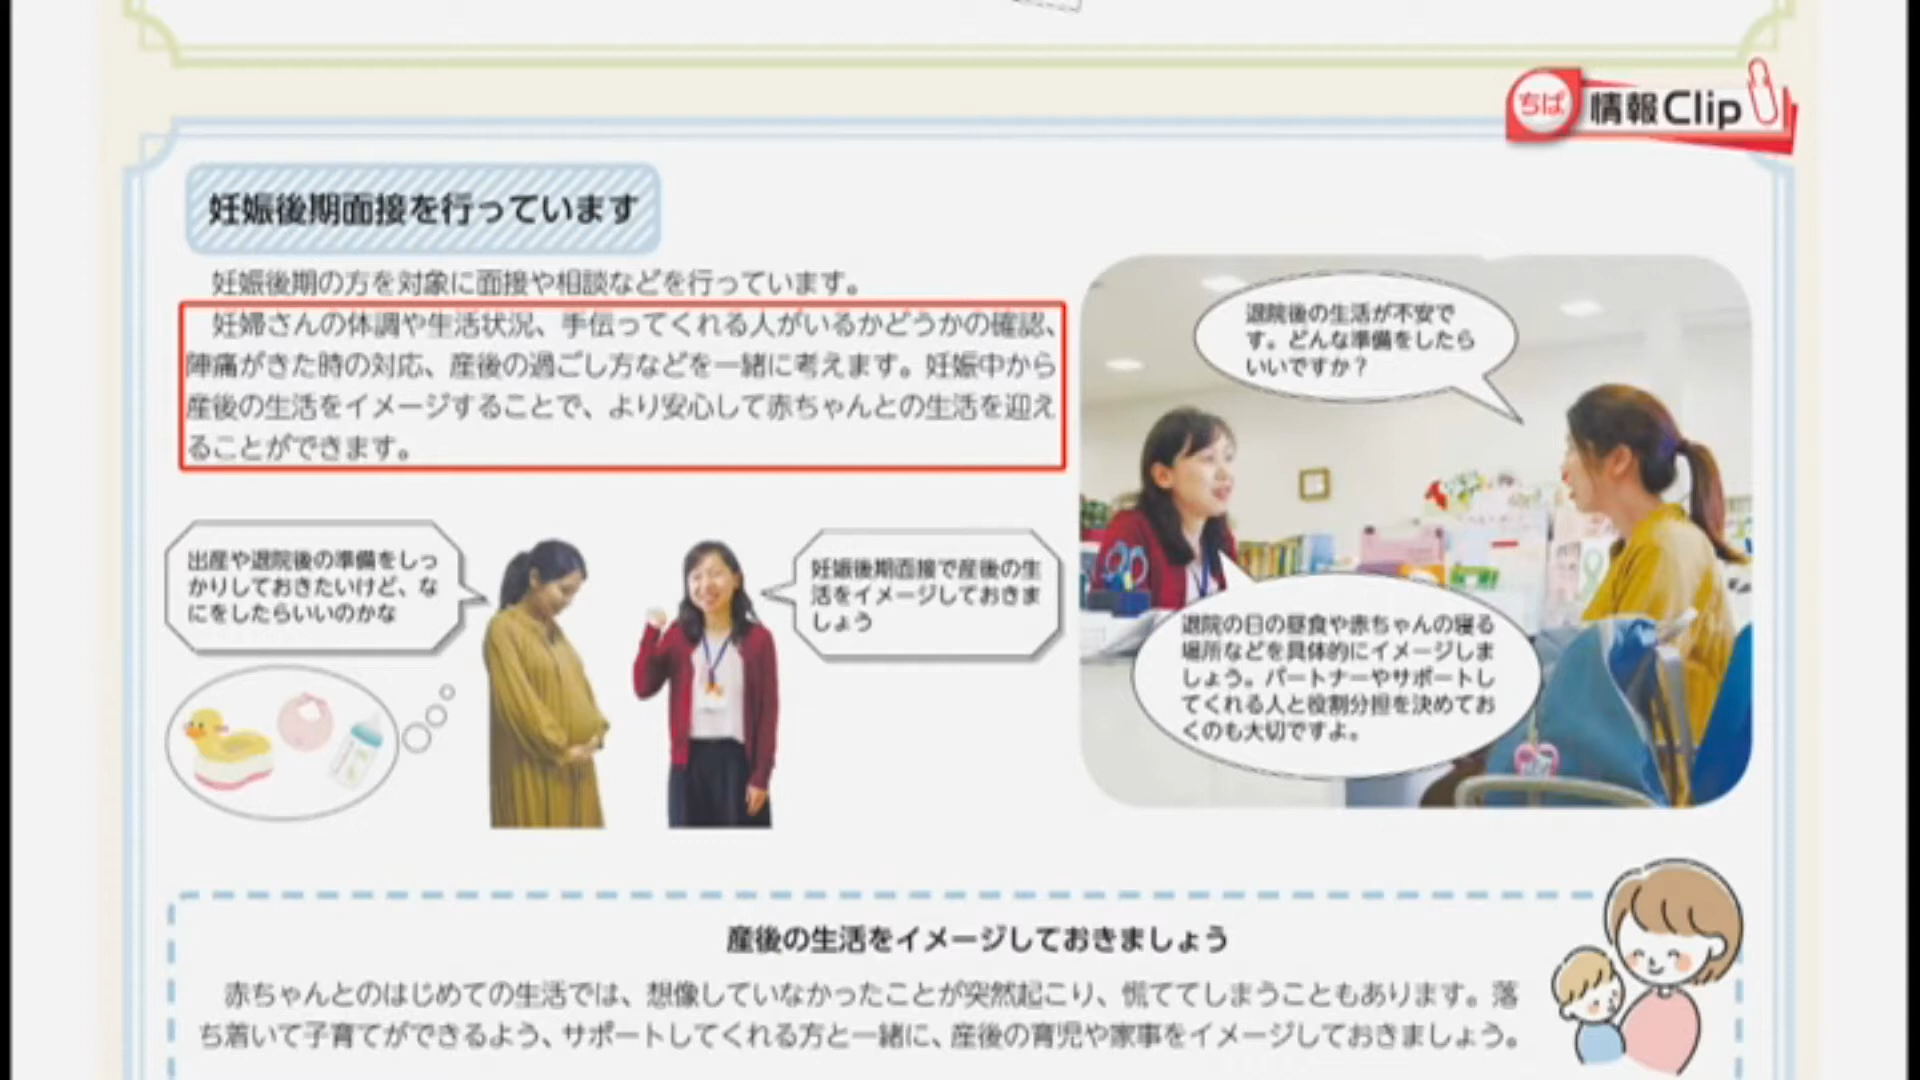 ちば 情報Clip
妊娠後期面接を行っています
妊娠後期の方を対象に面接や相談などを行っています。
妊婦さんの体調や生活状況、手伝ってくれる人がいるかどうかの確認、
陣痛がきた時の対応、産後の過ごし方などを一緒に考えます。妊娠中から
産後の生活をイメージすることで、より安心して赤ちゃんとの生活を迎え
ることができます。
退院後の生活が不安で
す。どんな準備をしたら
いいですか？
出産や退院後の準備をしっ
かりしておきたいけど、な
にをしたらいいのかな
妊娠後期面接で産後の生
活をイメージしておきま
しょう
退院の日の昼食や赤ちゃんの寝る
場所などを具体的にイメージしま
しょう。パートナーやサポートし
てくれる人と役割分担を決めてお
くのも大切ですよ。
産後の生活をイメージしておきましょう
赤ちゃんとのはじめての生活では、想像していなかったことが突然起こり、慌ててしまうこともあります。落
ち着いて子育てができるよう、サポートしてくれる方と一緒に、産後の育児や家事をイメージしておきましょう。